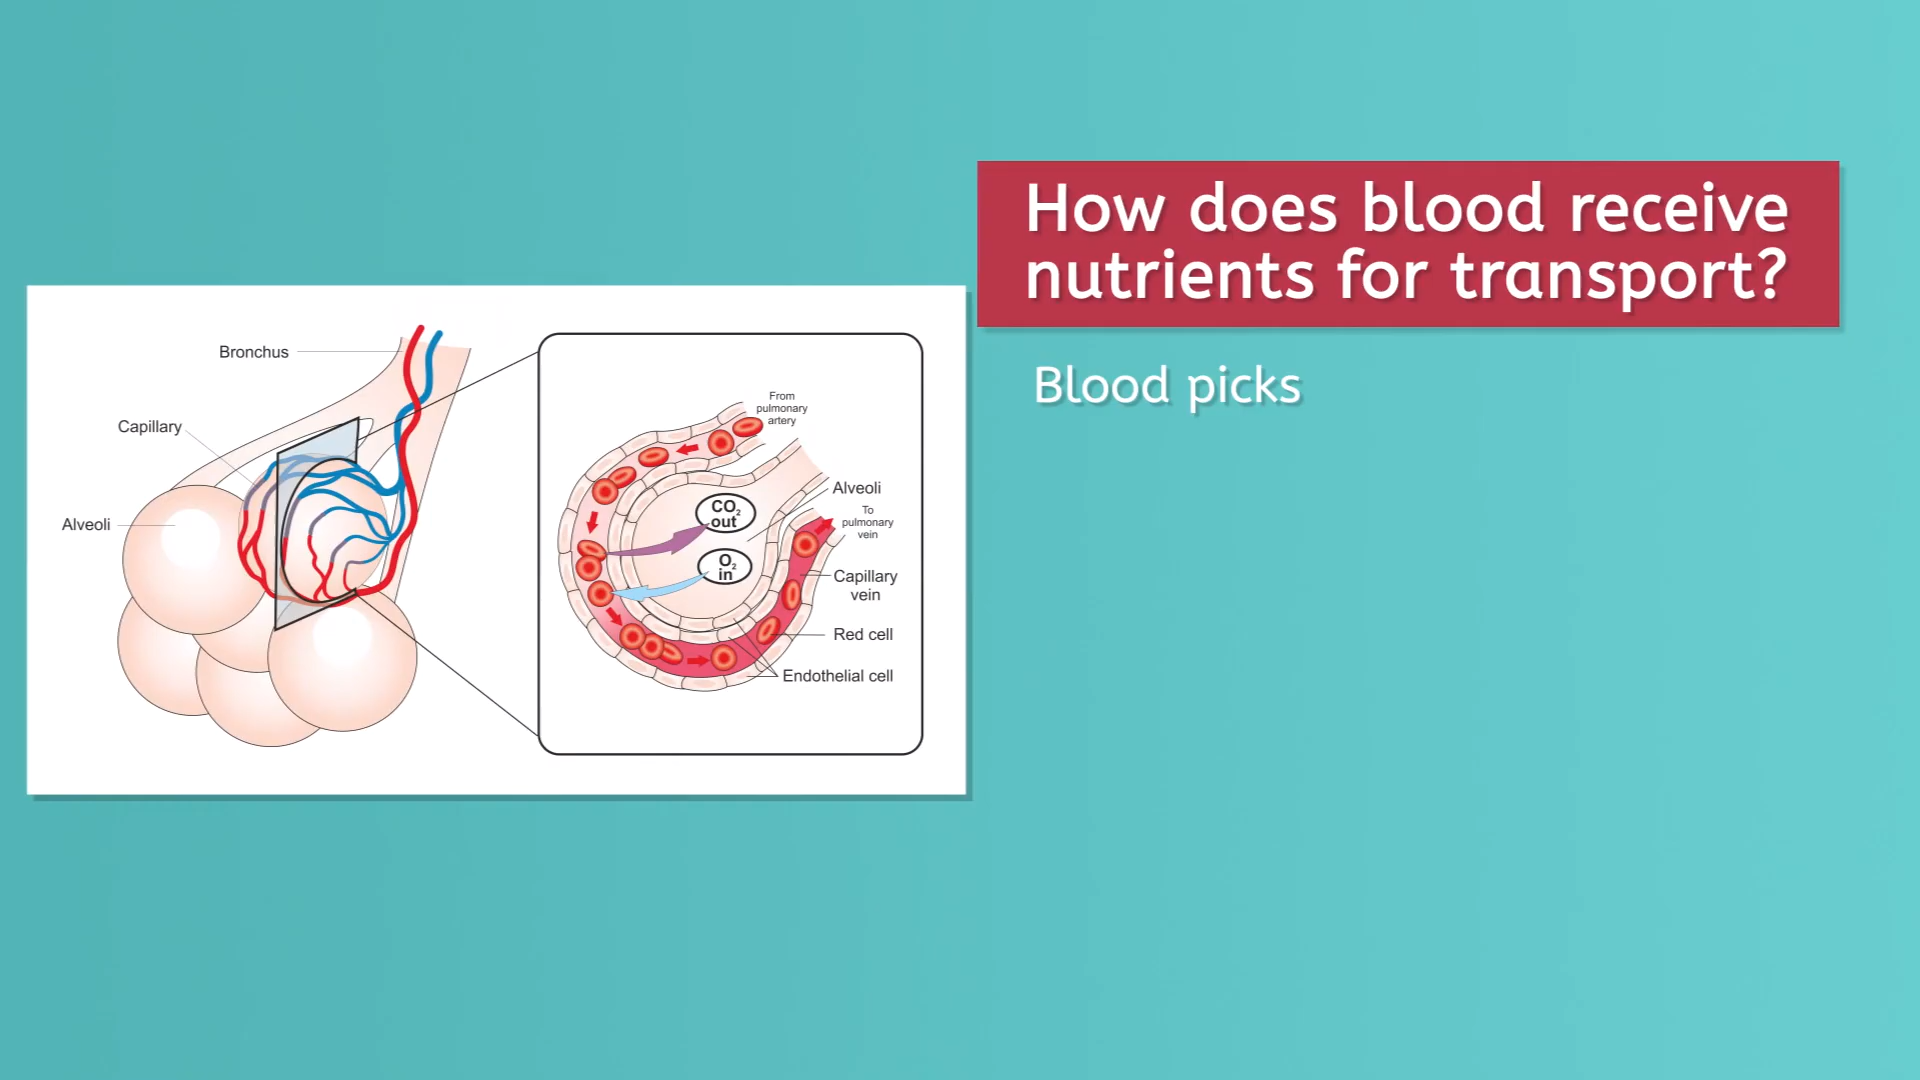 How does blood receive
nutrients for transport?
Blood picks
Bronchus
Capillary
Alveoli
From
pulmonary
artery
CO₂
out
O₂
in
Alveoli
To
pulmonary
vein
Capillary
vein
Red cell
Endothelial cell